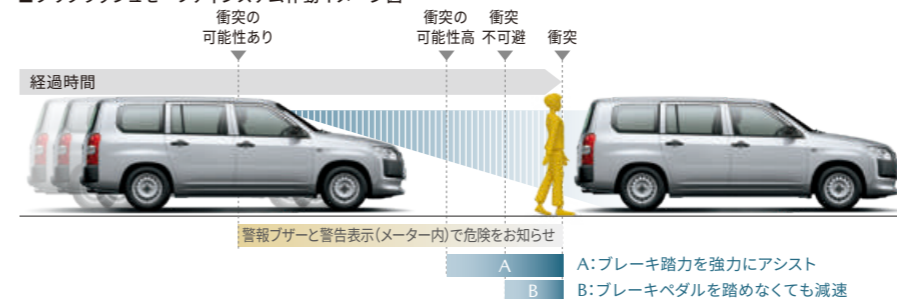 衝突の
可能性あり
衝突の
可能性高
衝突
不可避
衝突
経過時間
警報ブザーと警告表示(メーター内)で危険をお知らせ
A
A:ブレーキ踏力を強力にアシスト
B
B:ブレーキペダルを踏めなくても減速